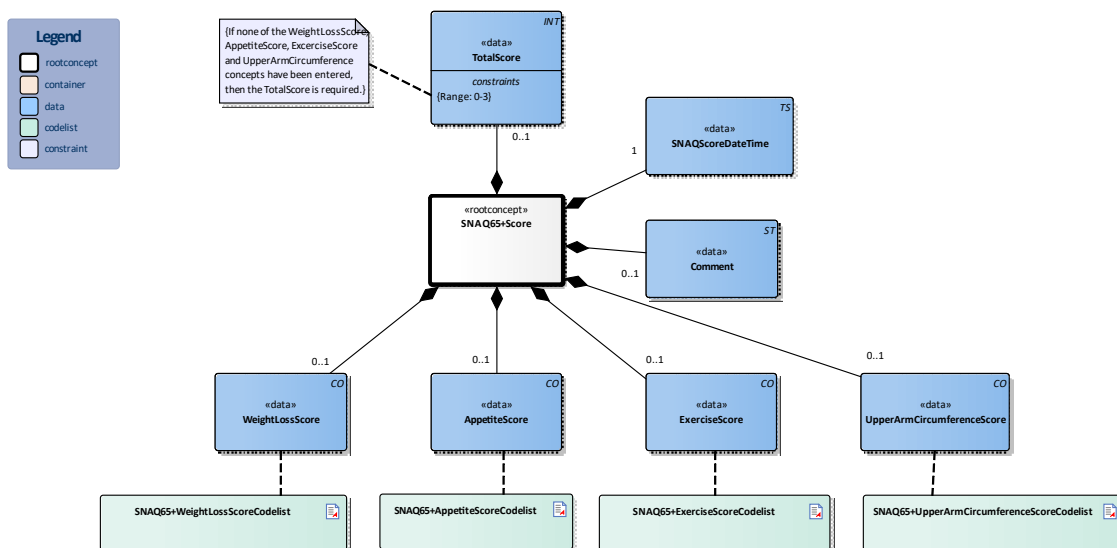 Legend
rootconcept
container
data
codelist
constraint
{If none of the WeightLossScore,
AppetiteScore, ExcerciseScore
and UpperArmCircumference
concepts have been entered,
then the TotalScore is required.}
INT
«data»
TotalScore
constraints
{Range: 0-3}
0..1
TS
«data»
SNAQScoreDateTime
1
«rootconcept»
SNAQ65+Score
ST
«data»
Comment
0..1
0..1
0..1
0..1
0..1
CO
«data»
WeightLossScore
CO
«data»
AppetiteScore
CO
«data»
ExerciseScore
CO
«data»
UpperArmCircumferenceScore
SNAQ65+WeightLossScoreCodelist
SNAQ65+AppetiteScoreCodelist
SNAQ65+ExerciseScoreCodelist
SNAQ65+UpperArmCircumferenceScoreCodelist